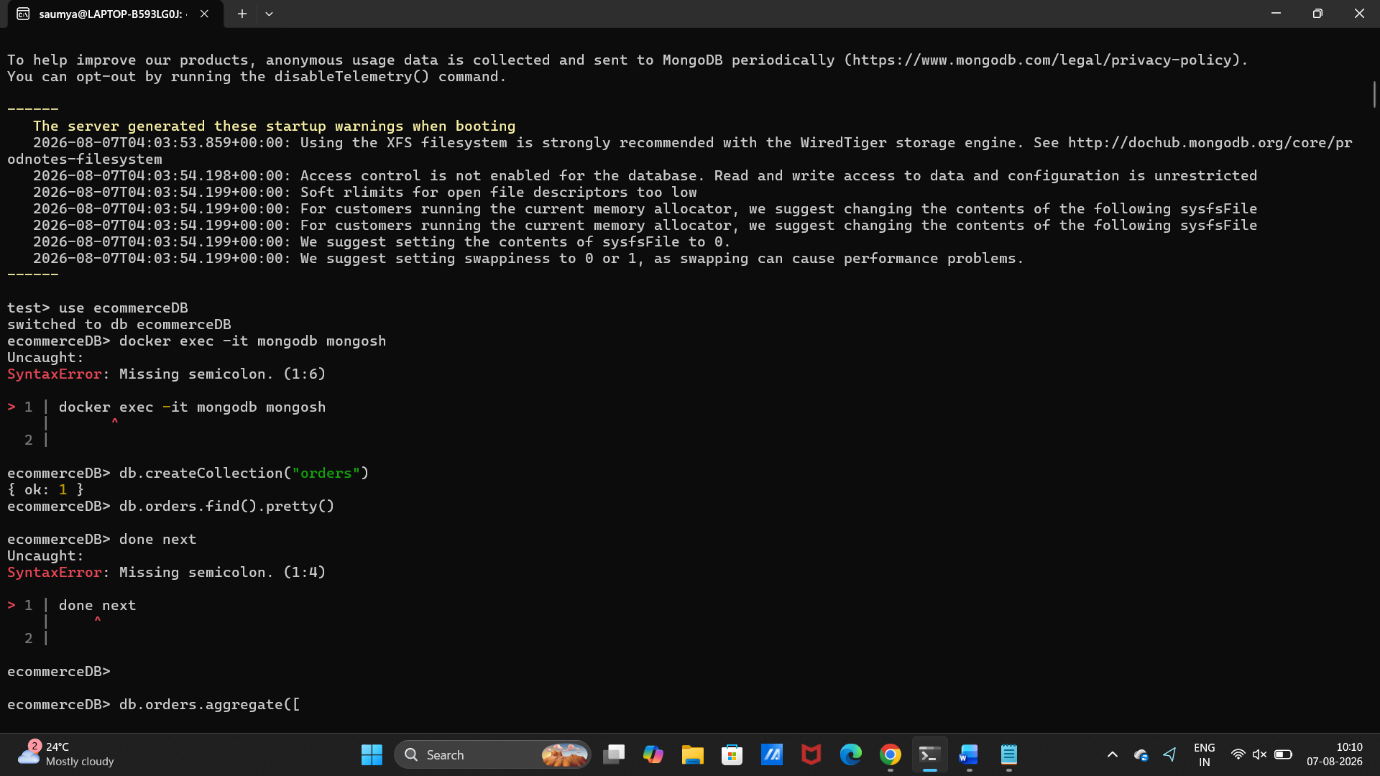 saumya@LAPTOP-B593LG0J: ·
To help improve our products, anonymous usage data is collected and sent to MongoDB periodically (https://www.mongodb.com/legal/privacy-policy).
You can opt-out by running the disableTelemetry() command.
------
The server generated these startup warnings when booting
2026-08-07T04:03:53.859+00:00: Using the XFS filesystem is strongly recommended with the WiredTiger storage engine. See http://dochub.mongodb.org/core/pr
odnotes-filesystem
2026-08-07T04:03:54.198+00:00: Access control is not enabled for the database. Read and write access to data and configuration is unrestricted
2026-08-07T04:03:54.199+00:00: Soft rlimits for open file descriptors too low
2026-08-07T04:03:54.199+00:00: For customers running the current memory allocator, we suggest changing the contents of the following sysfsFile
2026-08-07T04:03:54.199+00:00: For customers running the current memory allocator, we suggest changing the contents of the following sysfsFile
2026-08-07T04:03:54.199+00:00: We suggest setting the contents of sysfsFile to 0.
2026-08-07T04:03:54.199+00:00: We suggest setting swappiness to 0 or 1, as swapping can cause performance problems.
------
test> use ecommerceDB
switched to db ecommerceDB
ecommerceDB> docker exec -it mongodb mongosh
Uncaught:
SyntaxError: Missing semicolon. (1:6)
> 1 | docker exec -it mongodb mongosh
| ^
2 |
ecommerceDB> db.createCollection("orders")
{ ok: 1 }
ecommerceDB> db.orders.find().pretty()
ecommerceDB> done next
Uncaught:
SyntaxError: Missing semicolon. (1:4)
> 1 | done next
| ^
2 |
ecommerceDB>
ecommerceDB> db.orders.aggregate([
2
24°C
Mostly cloudy
Search
ENG
IN
10:10
07-08-2026